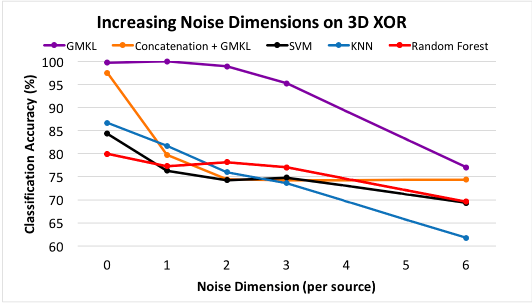 Increasing Noise Dimensions on 3D XOR
GMKL Concatenation + GMKL SVM KNN Random Forest
Classification Accuracy (%)
100
95
90
85
80
75
70
65
60
0 1 2 3 4 5 6
Noise Dimension (per source)